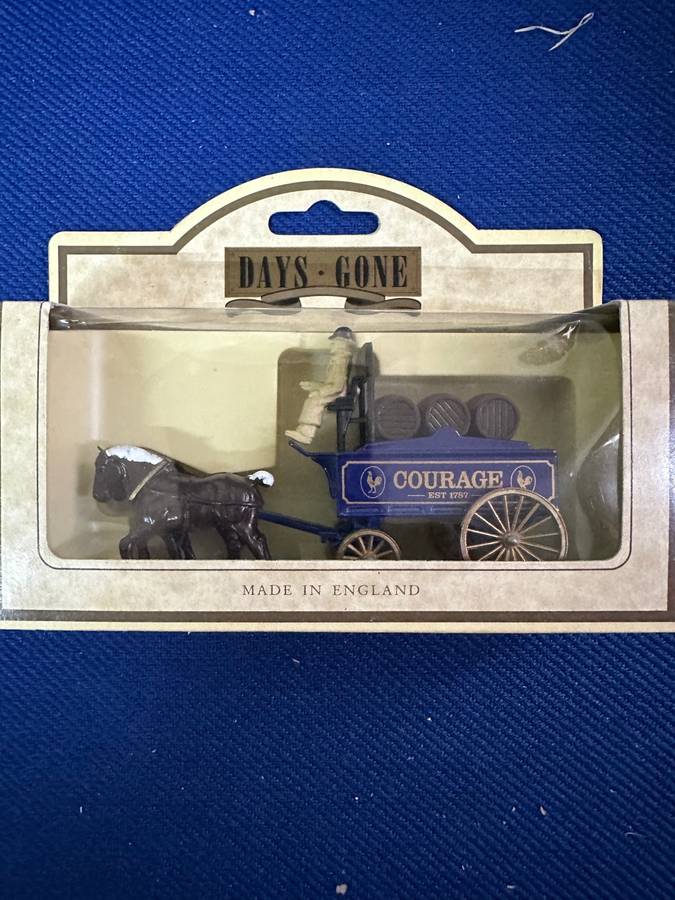 DAYS · GONE
COURAGE
EST 1787
MADE IN ENGLAND